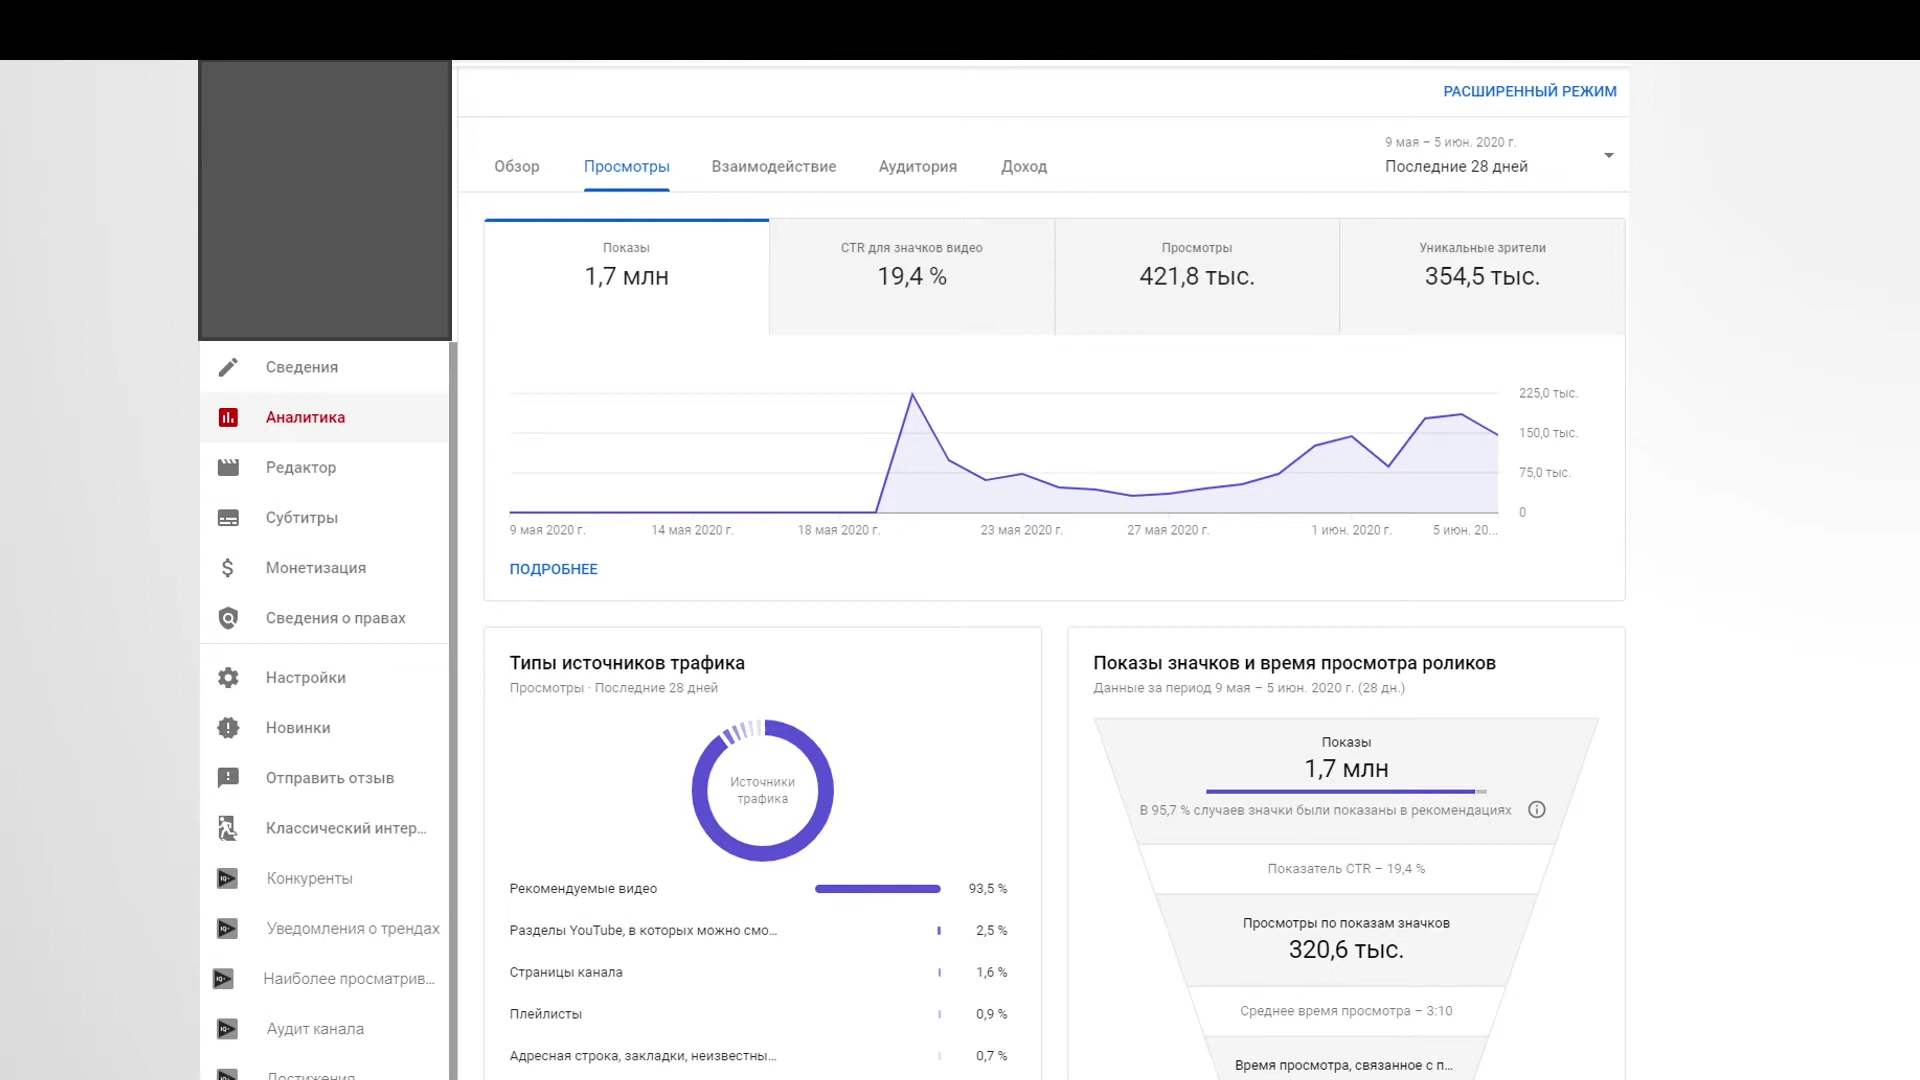 РАСШИРЕННЫЙ РЕЖИМ
9 мая – 5 июн. 2020 г.
Последние 28 дней
Обзор
Просмотры
Взаимодействие
Аудитория
Доход
Показы
1,7 млн
CTR для значков видео
19,4 %
Просмотры
421,8 тыс.
Уникальные зрители
354,5 тыс.
225,0 тыс.
150,0 тыс.
75,0 тыс.
0
9 мая 2020 г.
14 мая 2020 г.
18 мая 2020 г.
23 мая 2020 г.
27 мая 2020 г.
1 июн. 2020 г.
5 июн. 20...
ПОДРОБНЕЕ
Сведения
Аналитика
Редактор
Субтитры
Монетизация
Сведения о правах
Настройки
Новинки
Отправить отзыв
Классический интер...
Конкуренты
Уведомления о трендах
Наиболее просматрив...
Аудит канала
Достижения
Типы источников трафика
Просмотры · Последние 28 дней
Источники
трафика
Рекомендуемые видео 93,5 %
Разделы YouTube, в которых можно смо... 2,5 %
Страницы канала 1,6 %
Плейлисты 0,9 %
Адресная строка, закладки, неизвестны... 0,7 %
Показы значков и время просмотра роликов
Данные за период 9 мая – 5 июн. 2020 г. (28 дн.)
Показы
1,7 млн
В 95,7 % случаев значки были показаны в рекомендациях
Показатель CTR – 19,4 %
Просмотры по показам значков
320,6 тыс.
Среднее время просмотра – 3:10
Время просмотра, связанное с п...